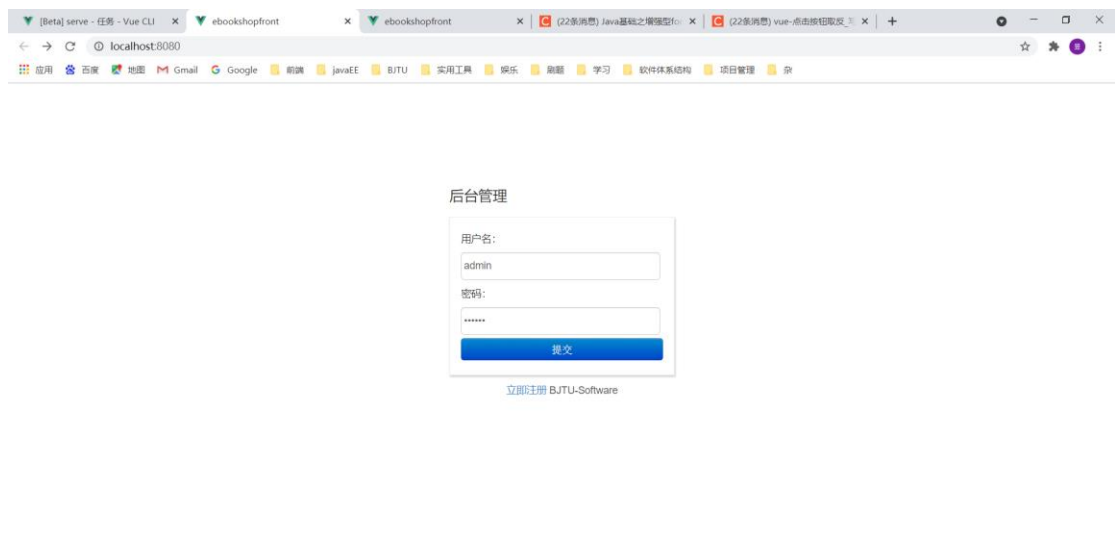 [Beta] serve - 任务 - Vue CLI ebookshopfront ebookshopfront (22条消息) Java基础之增强型fo (22条消息) vue-点击按钮取反_
localhost:8080
应用 百度 地图 Gmail Google 前端 javaEE BJTU 实用工具 娱乐 刷题 学习 软件体系结构 项目管理 杂
后台管理
用户名：
admin
密码：
••••••
提交
立即注册 BJTU-Software